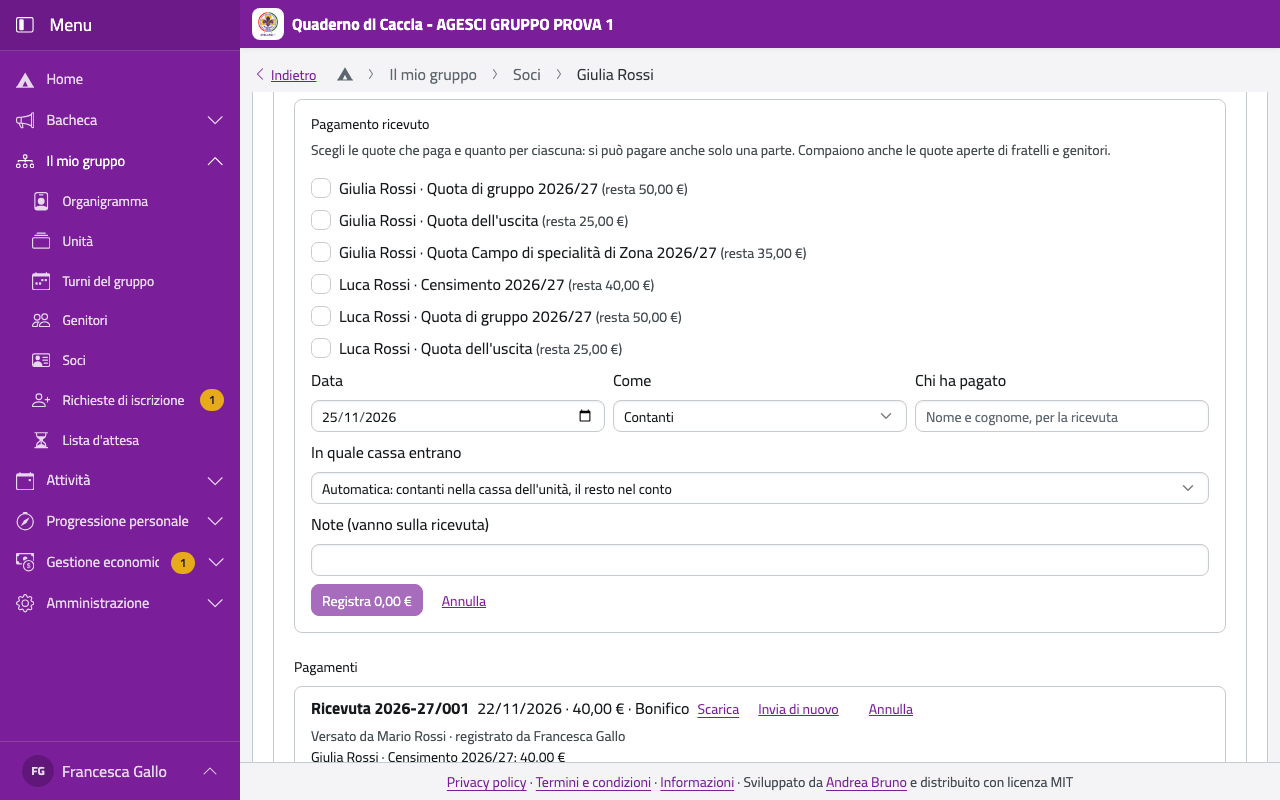 Menu
Quaderno di Caccia - AGESCI GRUPPO PROVA 1
Indietro
Il mio gruppo
Soci
Giulia Rossi
Home
Bacheca
Il mio gruppo
Organigramma
Unità
Turni del gruppo
Genitori
Soci
Richieste di iscrizione 1
Lista d'attesa
Attività
Progressione personale
Gestione economic 1
Amministrazione
FG Francesca Gallo
Pagamento ricevuto
Scegli le quote che paga e quanto per ciascuna: si può pagare anche solo una parte. Compaiono anche le quote aperte di fratelli e genitori.
Giulia Rossi · Quota di gruppo 2026/27 (resta 50,00 €)
Giulia Rossi · Quota dell'uscita (resta 25,00 €)
Giulia Rossi · Quota Campo di specialità di Zona 2026/27 (resta 35,00 €)
Luca Rossi · Censimento 2026/27 (resta 40,00 €)
Luca Rossi · Quota di gruppo 2026/27 (resta 50,00 €)
Luca Rossi · Quota dell'uscita (resta 25,00 €)
Data
Come
Chi ha pagato
25/11/2026
Contanti
Nome e cognome, per la ricevuta
In quale cassa entrano
Automatica: contanti nella cassa dell'unità, il resto nel conto
Note (vanno sulla ricevuta)
Registra 0,00 €
Annulla
Pagamenti
Ricevuta 2026-27/001 22/11/2026 · 40,00 € · Bonifico Scarica Invia di nuovo Annulla
Versato da Mario Rossi · registrato da Francesca Gallo
Giulia Rossi · Censimento 2026/27: 40,00 €
Privacy policy · Termini e condizioni · Informazioni · Sviluppato da Andrea Bruno e distribuito con licenza MIT